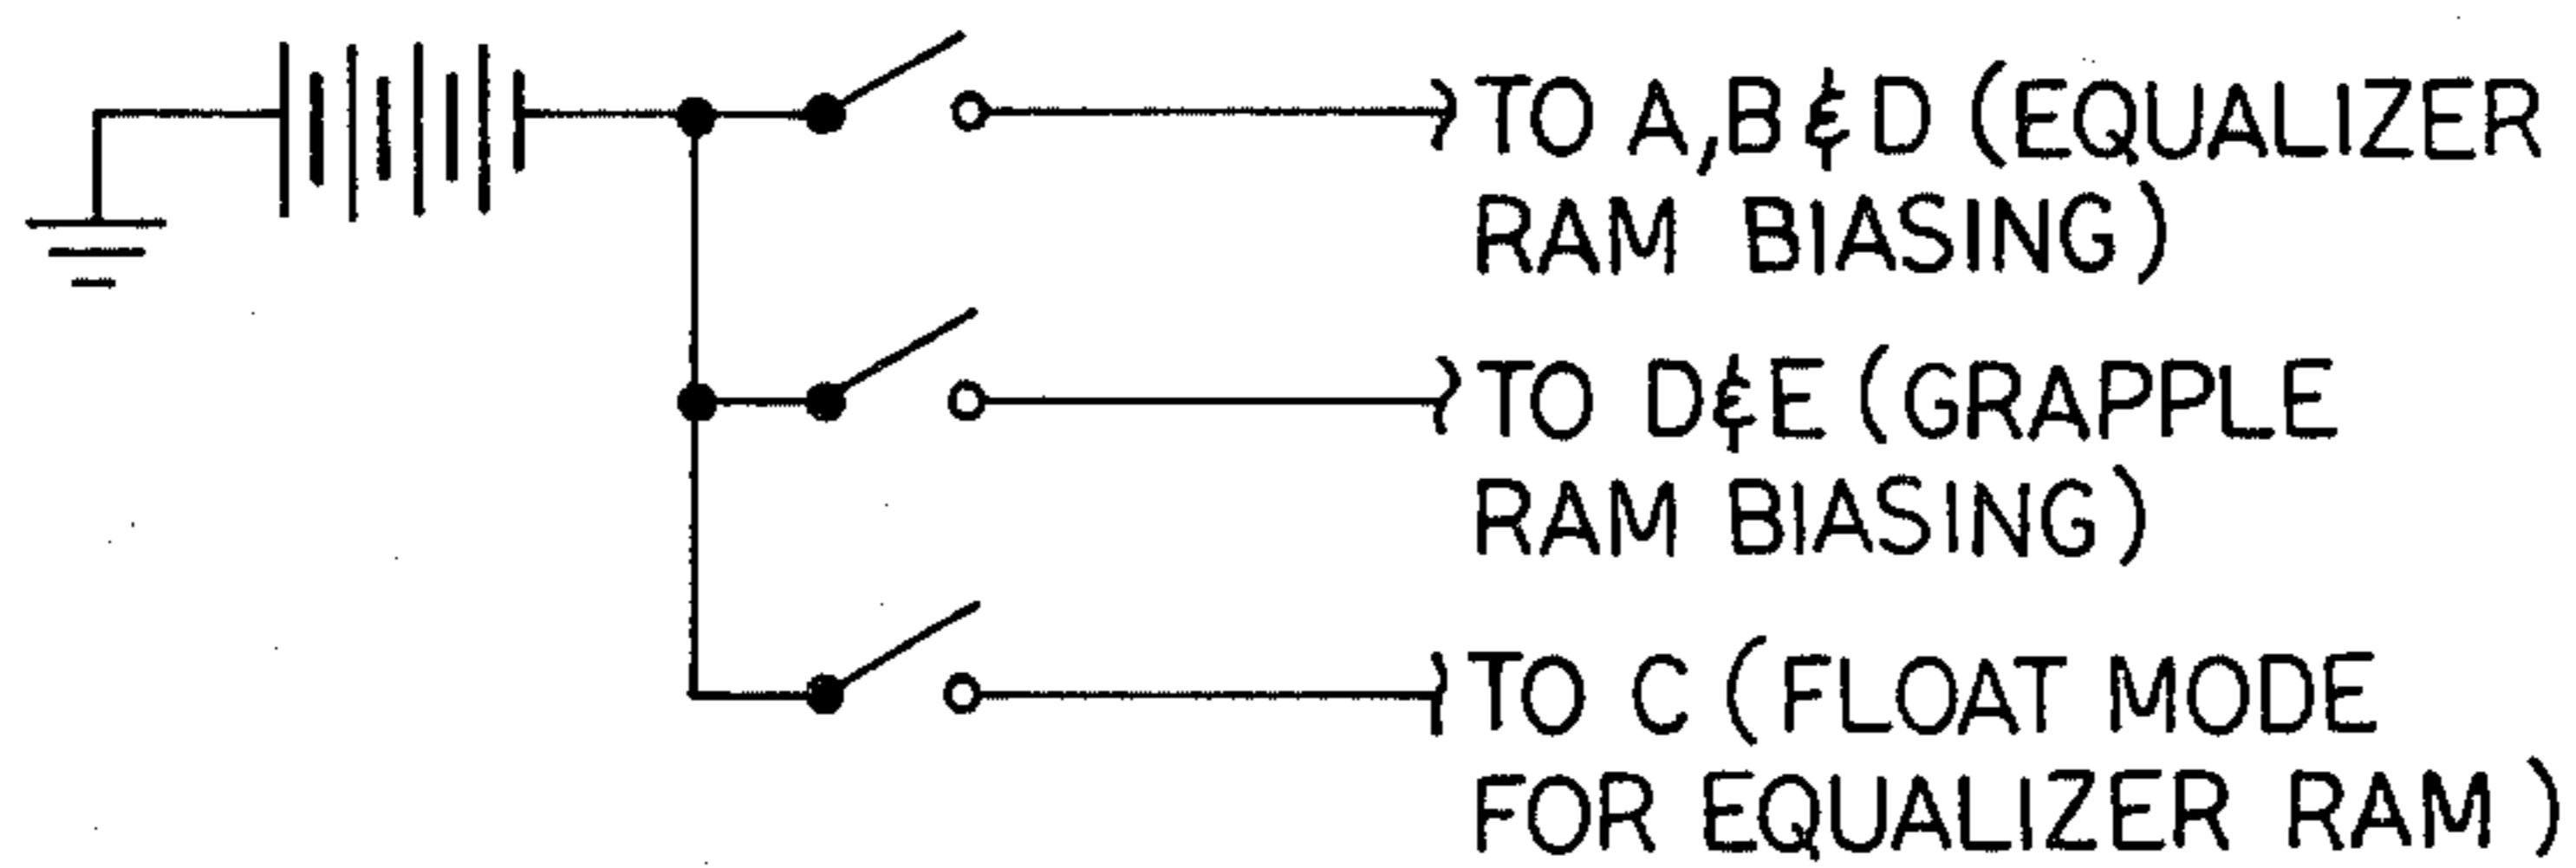 TO A,B & D (EQUALIZER
RAM BIASING)
TO D&E (GRAPPLE
RAM BIASING)
TO C (FLOAT MODE
FOR EQUALIZER RAM)